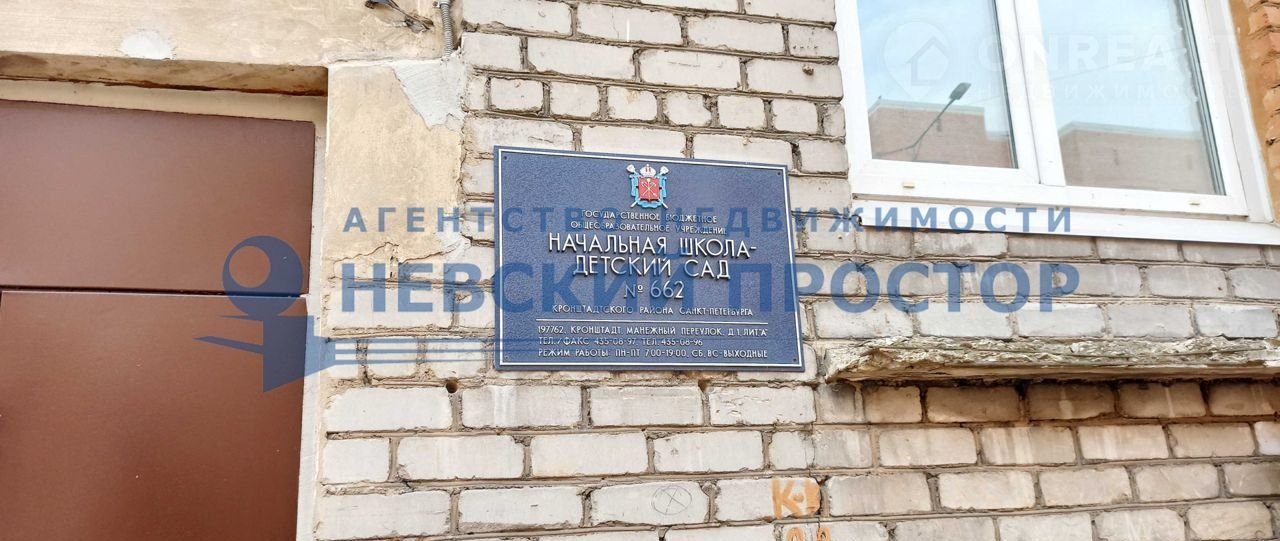 ONREALT
НЕДВИЖИМОСТЬ
ГОСУДАРСТВЕННОЕ БЮДЖЕТНОЕ
ОБЩЕОБРАЗОВАТЕЛЬНОЕ УЧРЕЖДЕНИЕ
АГЕНТСТВО НЕДВИЖИМОСТИ
НАЧАЛЬНАЯ ШКОЛА-
ДЕТСКИЙ САД
№ 662
НЕВСКИЙ ПРОСТОР
КРОНШТАДТСКОГО РАЙОНА САНКТ-ПЕТЕРБУРГА
197762, КРОНШТАДТ, МАНЕЖНЫЙ ПЕРЕУЛОК, Д.1, ЛИТ."А"
ТЕЛ./ФАКС 435-08-97, ТЕЛ. 435-08-96
РЕЖИМ РАБОТЫ: ПН-ПТ 7.00-19.00, СБ, ВС-ВЫХОДНЫЕ